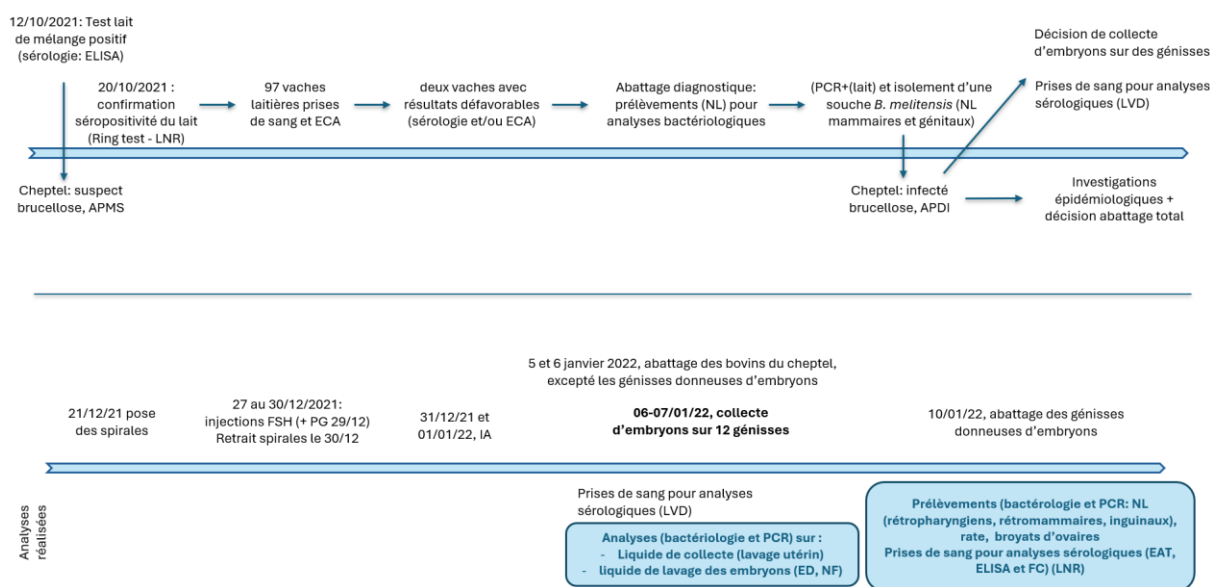 12/10/2021: Test lait
de mélange positif
(sérologie: ELISA)
20/10/2021 :
confirmation
séropositivité du lait
(Ring test - LNR)
97 vaches
laitières prises
de sang et ECA
deux vaches avec
résultats défavorables
(sérologie et/ou ECA)
Abattage diagnostique:
prélèvements (NL) pour
analyses bactériologiques
(PCR+(lait) et isolement d’une
souche B. melitensis (NL
mammaires et génitaux)
Décision de collecte
d’embryons sur des génisses
Prises de sang pour analyses
sérologiques (LVD)
Cheptel: suspect
brucellose, APMS
Cheptel: infecté
brucellose, APDI
Investigations
épidémiologiques +
décision abattage total
21/12/21 pose
des spirales
27 au 30/12/2021:
injections FSH (+ PG 29/12)
Retrait spirales le 30/12
31/12/21 et
01/01/22, IA
5 et 6 janvier 2022, abattage des bovins du cheptel,
excepté les génisses donneuses d’embryons
06-07/01/22, collecte
d’embryons sur 12 génisses
10/01/22, abattage des génisses
donneuses d’embryons
Analyses
réalisées
Prises de sang pour analyses
sérologiques (LVD)
Analyses (bactériologie et PCR) sur :
- Liquide de collecte (lavage utérin)
- liquide de lavage des embryons (ED, NF)
Prélèvements (bactérologie et PCR: NL
(rétropharyngiens, rétromammaires, inguinaux),
rate, broyats d’ovaires
Prises de sang pour analyses sérologiques (EAT,
ELISA et FC) (LNR)